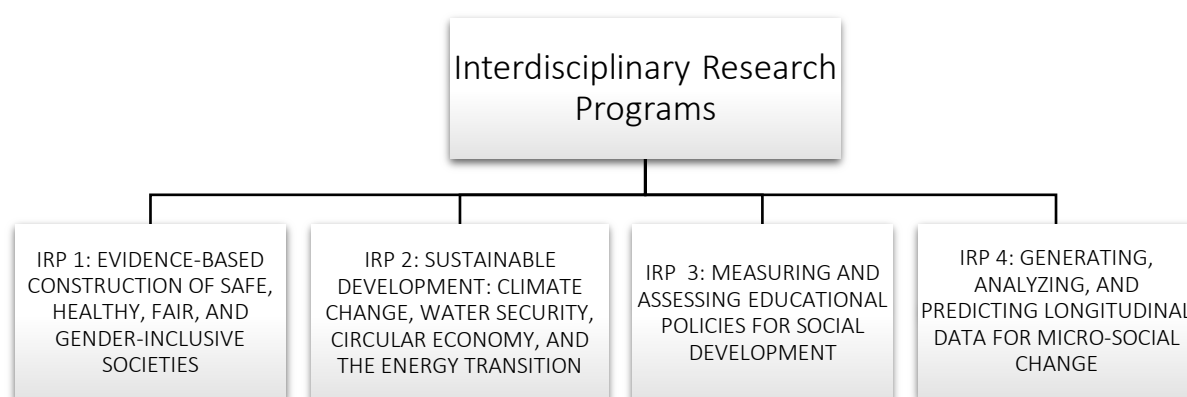 Interdisciplinary Research
Programs
IRP 1: EVIDENCE-BASED
CONSTRUCTION OF SAFE,
HEALTHY, FAIR, AND
GENDER-INCLUSIVE
SOCIETIES
IRP 2: SUSTAINABLE
DEVELOPMENT: CLIMATE
CHANGE, WATER SECURITY,
CIRCULAR ECONOMY, AND
THE ENERGY TRANSITION
IRP 3: MEASURING AND
ASSESSING EDUCATIONAL
POLICIES FOR SOCIAL
DEVELOPMENT
IRP 4: GENERATING,
ANALYZING, AND
PREDICTING LONGITUDINAL
DATA FOR MICRO-SOCIAL
CHANGE